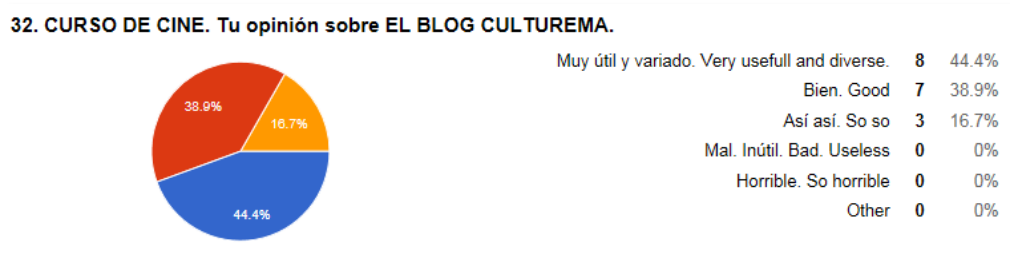 32. CURSO DE CINE. Tu opinión sobre EL BLOG CULTUREMA.
Muy útil y variado. Very usefull and diverse. 8 44.4%
Bien. Good 7 38.9%
Así así. So so 3 16.7%
Mal. Inútil. Bad. Useless 0 0%
Horrible. So horrible 0 0%
Other 0 0%
38.9%
16.7%
44.4%